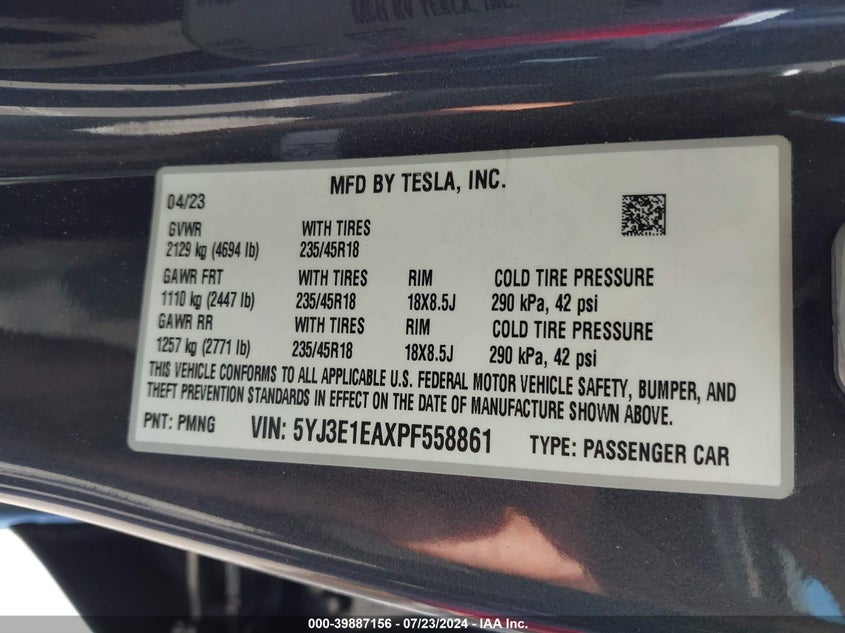 MFD BY TESLA, INC.
04/23
GVWR WITH TIRES
2129 kg (4694 lb) 235/45R18
GAWR FRT WITH TIRES RIM COLD TIRE PRESSURE
1110 kg (2447 lb) 235/45R18 18X8.5J 290 kPa, 42 psi
GAWR RR WITH TIRES RIM COLD TIRE PRESSURE
1257 kg (2771 lb) 235/45R18 18X8.5J 290 kPa, 42 psi
THIS VEHICLE CONFORMS TO ALL APPLICABLE U.S. FEDERAL MOTOR VEHICLE SAFETY, BUMPER, AND
THEFT PREVENTION STANDARDS IN EFFECT ON THE DATE OF MANUFACTURE SHOWN ABOVE.
PNT: PMNG VIN: 5YJ3E1EAXPF558861 TYPE: PASSENGER CAR
000-39887156 - 07/23/2024 - IAA Inc.